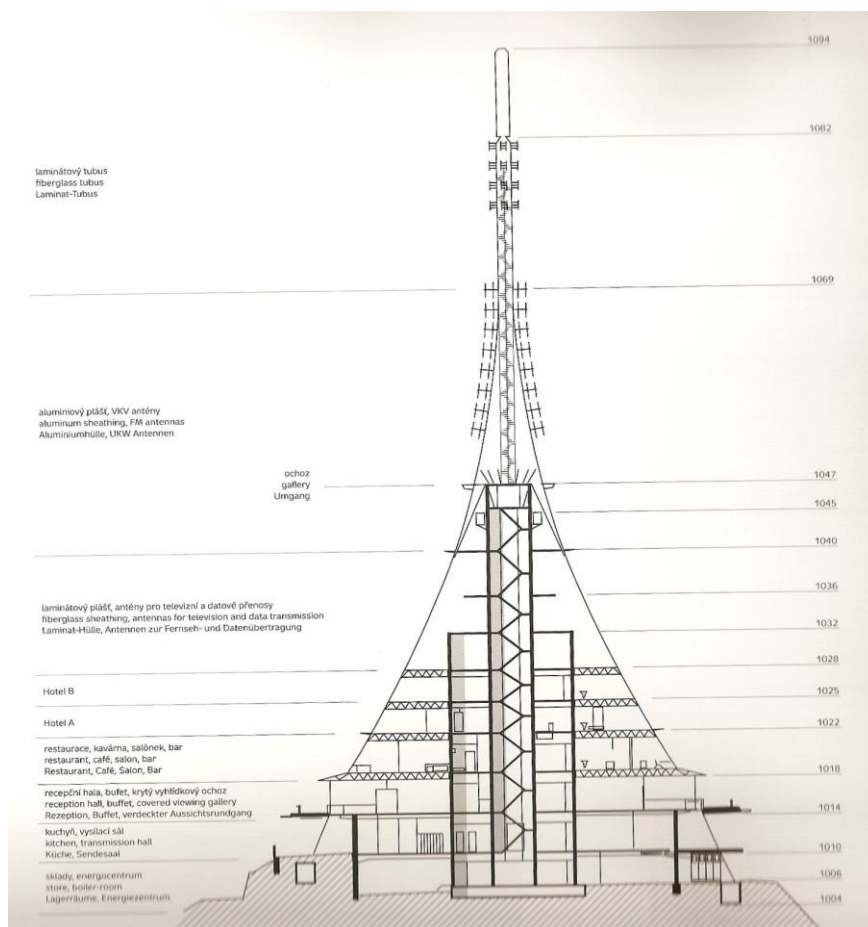 1094
1082
laminátový tubus
fiberglass tubus
Laminat-Tubus
1069
aluminiový plášť, VKV antény
aluminum sheathing, FM antennas
Aluminiumhülle, UKW Antennen
ochoz
gallery
Umgang
1047
1045
1040
1036
laminátový plášť, antény pro televizní a datové přenosy
fiberglass sheathing, antennas for television and data transmission
Laminat-Hülle, Antennen zur Fernseh- und Datenübertragung
1032
1028
Hotel B
1025
Hotel A
1022
restaurace, kavárna, salónek, bar
restaurant, café, salon, bar
Restaurant, Café, Salon, Bar
1018
recepční hala, bufet, krytý vyhlídkový ochoz
reception hall, buffet, covered viewing gallery
Rezeption, Buffet, verdeckter Aussichtsrundgang
1014
kuchyň, vysílací sál
kitchen, transmission hall
Küche, Sendesaal
1010
sklady, energocentrum
store, boiler-room
Lagerräume, Energiezentrum
1006
1004